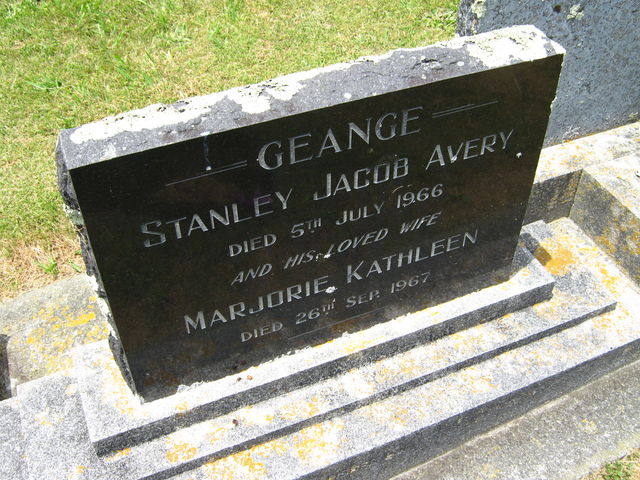 GEANGE
STANLEY JACOB AVERY
DIED 5TH JULY 1966
AND HIS LOVED WIFE
MARJORIE KATHLEEN
DIED 26TH SEP. 1967